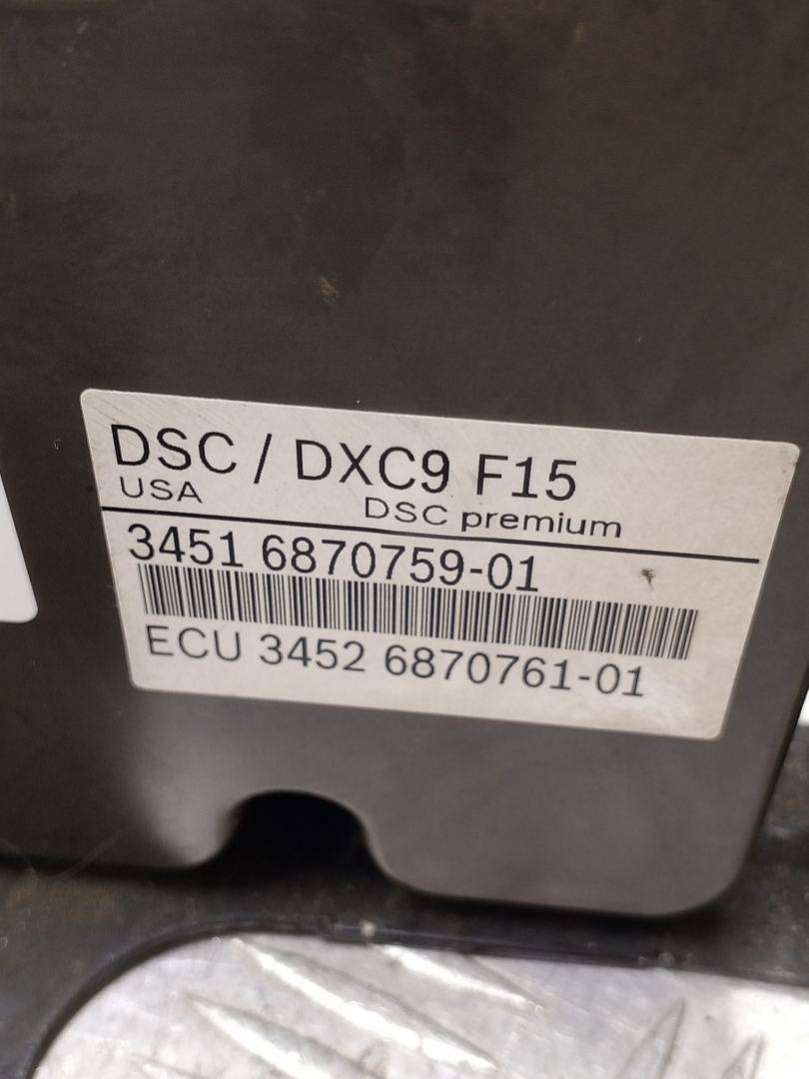 DSC / DXC9 F15
USA
DSC premium
3451 6870759-01
ECU 3452 6870761-01